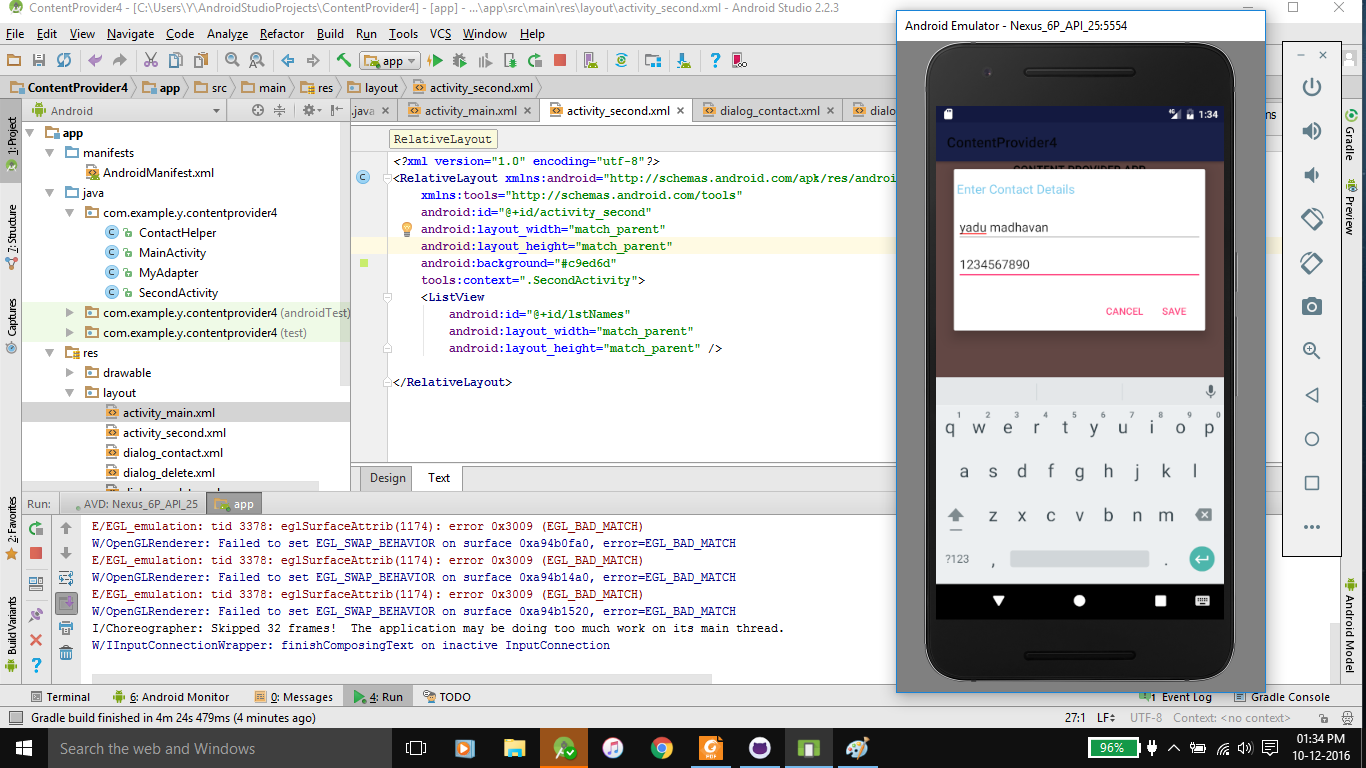 ContentProvider4 - [C:\Users\Y\AndroidStudioProjects\ContentProvider4] - [app] - ...\app\src\main\res\layout\activity_second.xml - Android Studio 2.2.3
File Edit View Navigate Code Analyze Refactor Build Run Tools VCS Window Help
app
ContentProvider4 app src main res layout activity_second.xml
Android
.java activity_main.xml activity_second.xml dialog_contact.xml
1: Project
7: Structure
Captures
2: Favorites
Build Variants
app
manifests
AndroidManifest.xml
java
com.example.y.contentprovider4
ContactHelper
MainActivity
MyAdapter
SecondActivity
com.example.y.contentprovider4 (androidTest)
com.example.y.contentprovider4 (test)
res
drawable
layout
activity_main.xml
activity_second.xml
dialog_contact.xml
dialog_delete.xml
RelativeLayout
<?xml version="1.0" encoding="utf-8"?>
<RelativeLayout xmlns:android="http://schemas.android.com/apk/res/androi
xmlns:tools="http://schemas.android.com/tools"
android:id="@+id/activity_second"
android:layout_width="match_parent"
android:layout_height="match_parent"
android:background="#c9ed6d"
tools:context=".SecondActivity">
<ListView
android:id="@+id/lstNames"
android:layout_width="match_parent"
android:layout_height="match_parent" />
</RelativeLayout>
Design Text
Run: AVD: Nexus_6P_API_25 app
E/EGL_emulation: tid 3378: eglSurfaceAttrib(1174): error 0x3009 (EGL_BAD_MATCH)
W/OpenGLRenderer: Failed to set EGL_SWAP_BEHAVIOR on surface 0xa94b0fa0, error=EGL_BAD_MATCH
E/EGL_emulation: tid 3378: eglSurfaceAttrib(1174): error 0x3009 (EGL_BAD_MATCH)
W/OpenGLRenderer: Failed to set EGL_SWAP_BEHAVIOR on surface 0xa94b14a0, error=EGL_BAD_MATCH
E/EGL_emulation: tid 3378: eglSurfaceAttrib(1174): error 0x3009 (EGL_BAD_MATCH)
W/OpenGLRenderer: Failed to set EGL_SWAP_BEHAVIOR on surface 0xa94b1520, error=EGL_BAD_MATCH
I/Choreographer: Skipped 32 frames! The application may be doing too much work on its main thread.
W/IInputConnectionWrapper: finishComposingText on inactive InputConnection
Android Emulator - Nexus_6P_API_25:5554
1:34
ContentProvider4
CONTENT PROVIDER APP
Enter Contact Details
yadu madhavan
1234567890
CANCEL SAVE
1 2 3 4 5 6 7 8 9 0
q w e r t y u i o p
a s d f g h j k l
z x c v b n m
?123 , .
Gradle
Preview
Android Model
Terminal 6: Android Monitor 0: Messages 4: Run TODO 1 Event Log Gradle Console
Gradle build finished in 4m 24s 479ms (4 minutes ago) 27:1 LF UTF-8 Context: <no context>
Search the web and Windows
96%
01:34 PM
10-12-2016